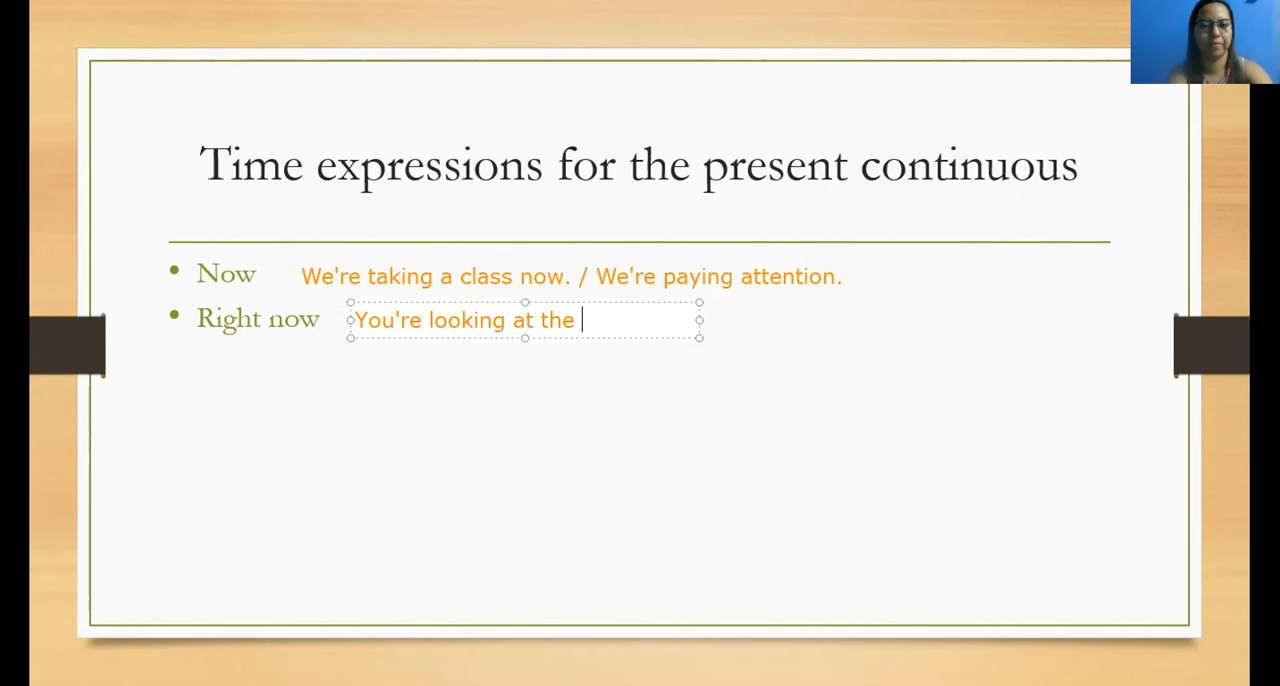 Time expressions for the present continuous
• Now We're taking a class now. / We're paying attention.
• Right now You're looking at the